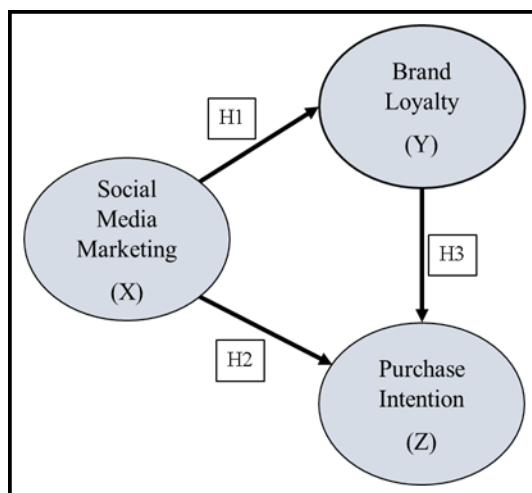 Brand
Loyalty
(Y)
H1
Social
Media
Marketing
(X)
H3
H2
Purchase
Intention
(Z)